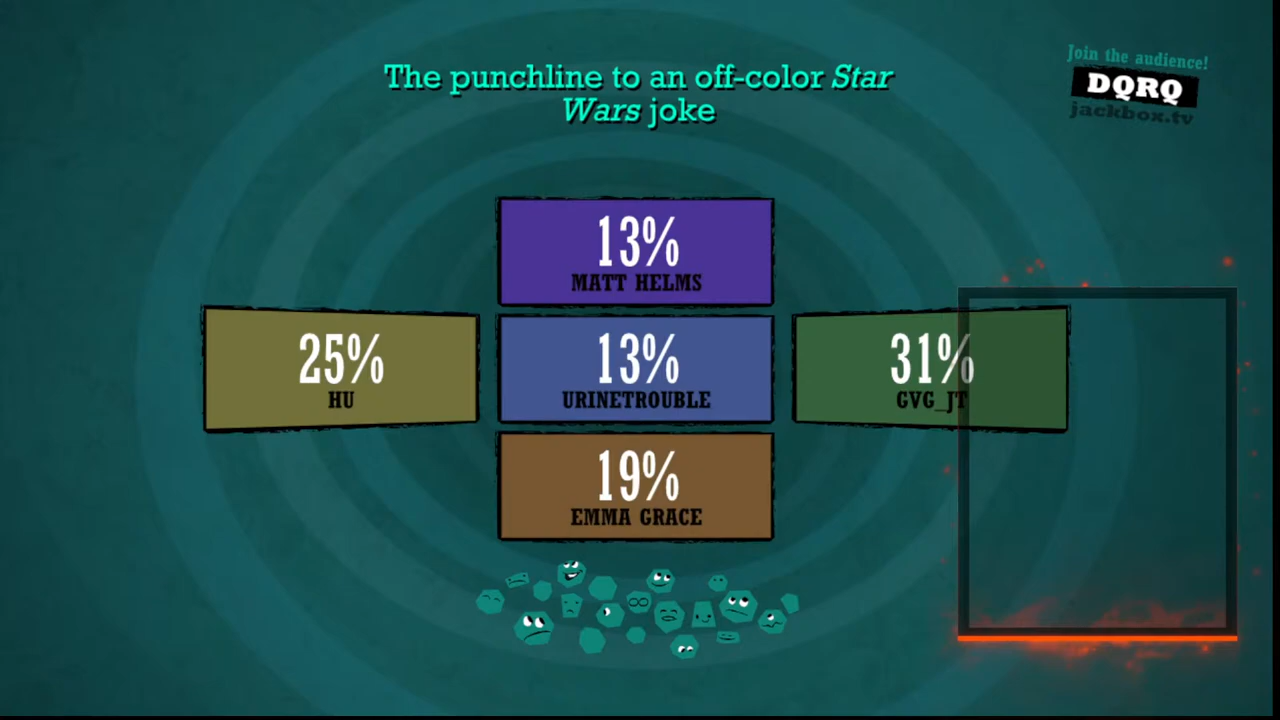 The punchline to an off-color Star
Wars joke
Join the audience!
DQRQ
jackbox.tv
13%
MATT HELMS
25%
HU
13%
URINETROUBLE
31%
GVG_JT
19%
EMMA GRACE